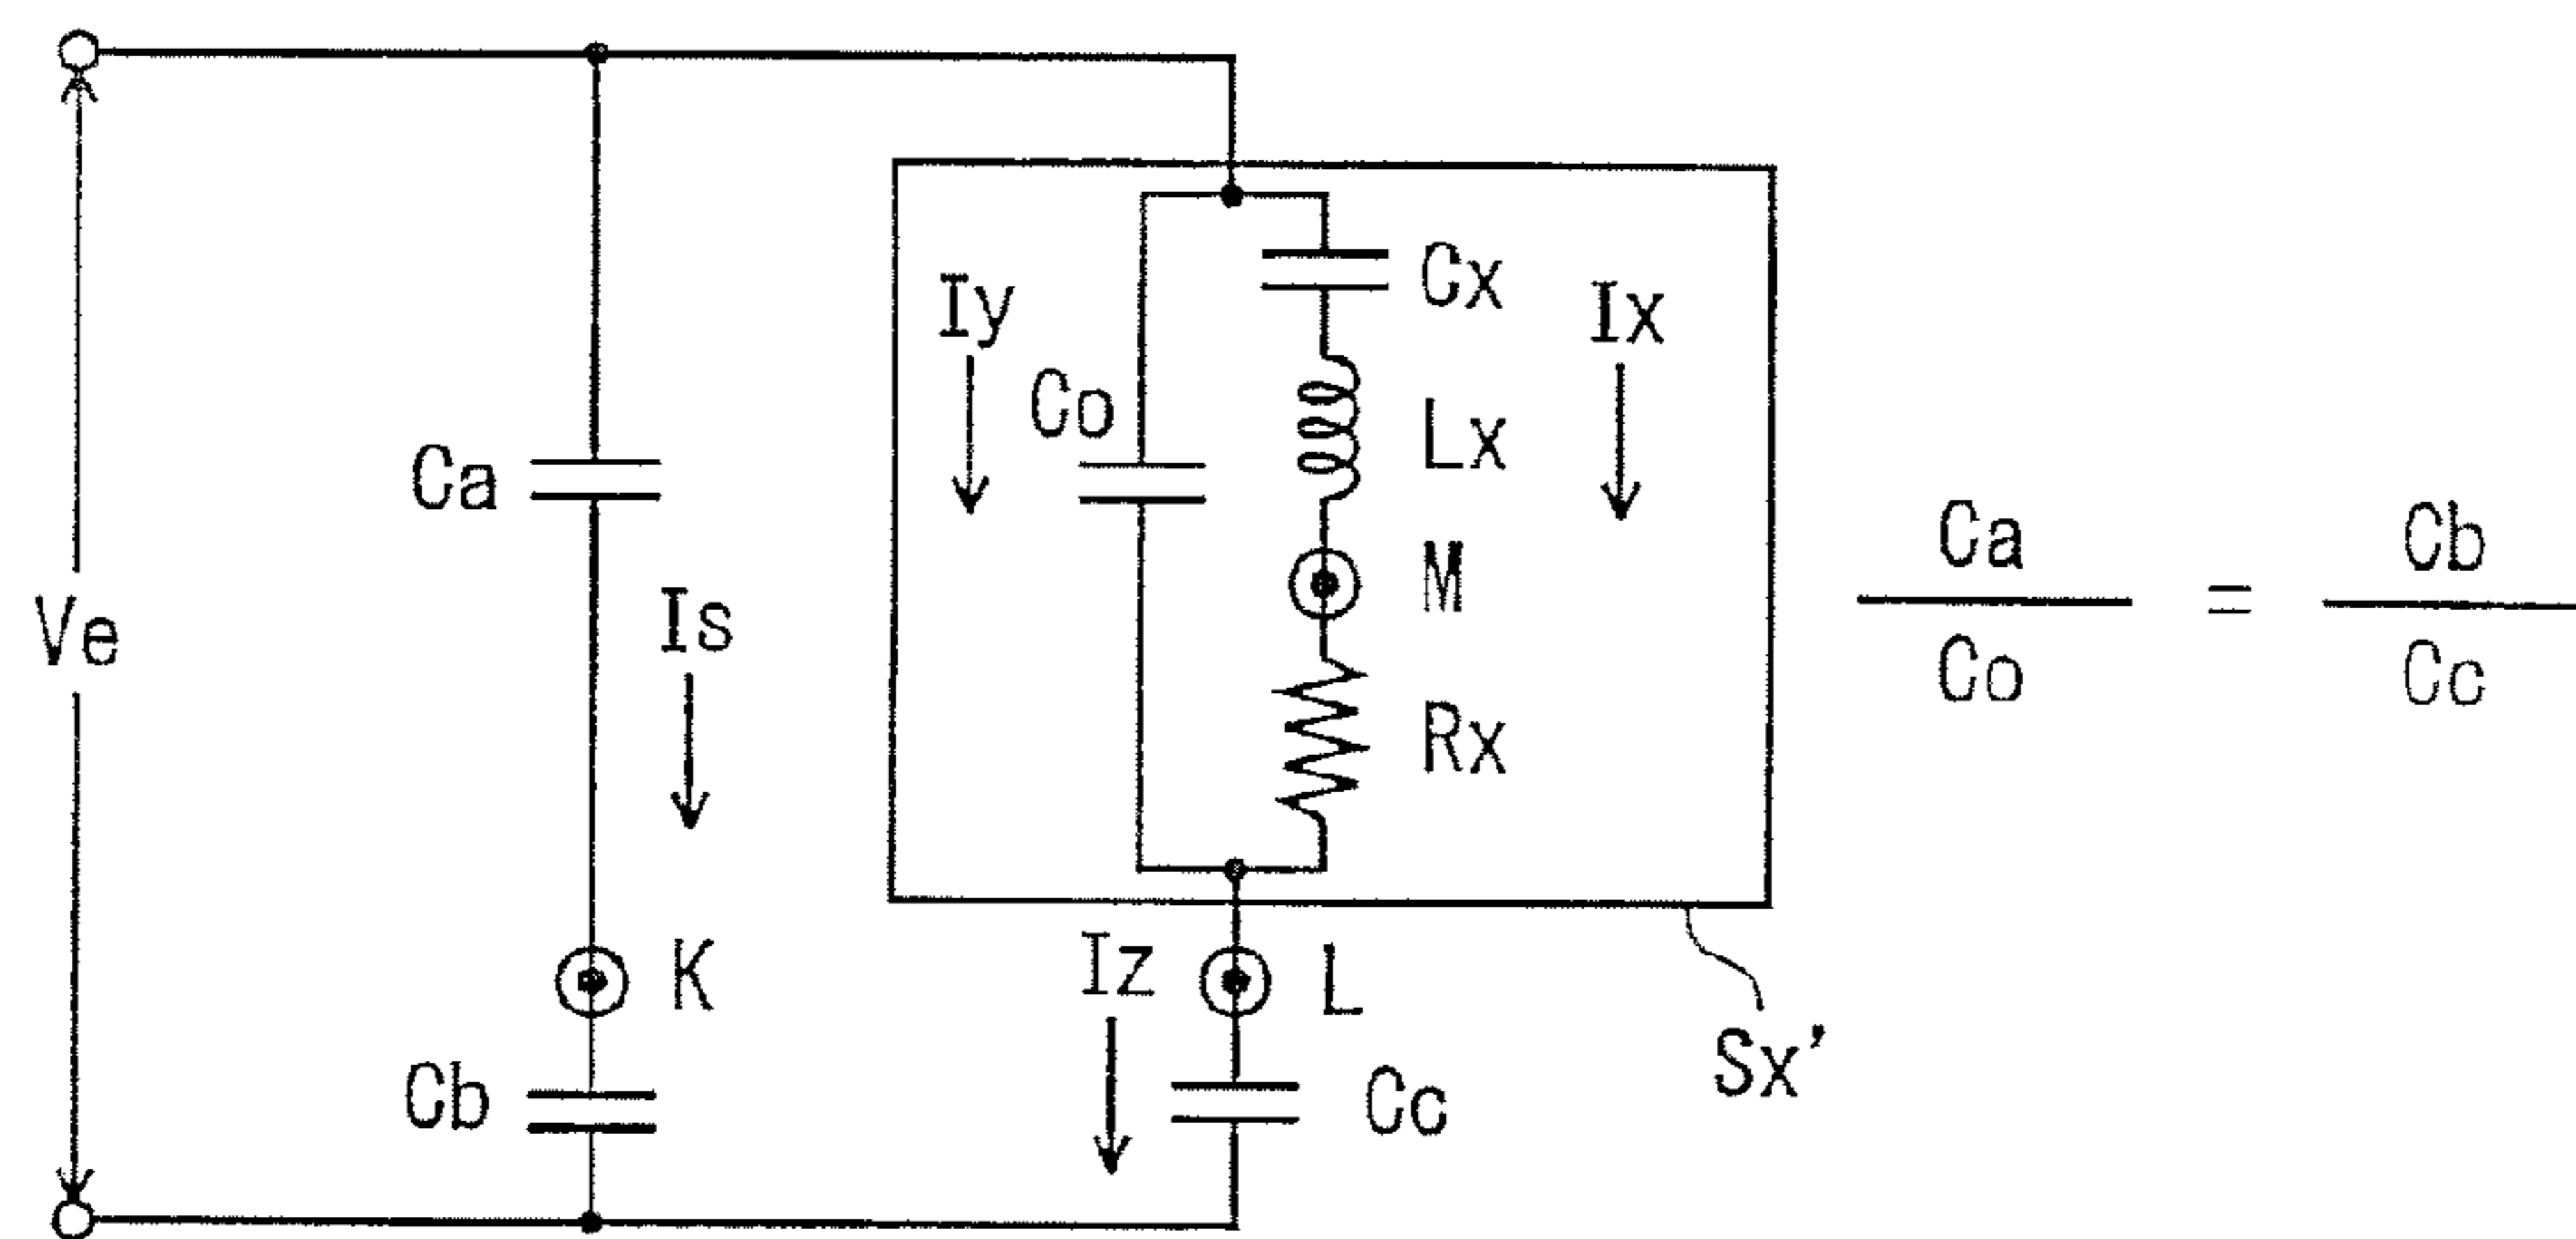 Ve
Ca
Is
K
Cb
Iy
Co
Cx
Lx
M
Rx
Ix
Iz
L
Cc
Sx'
Ca
Co
=
Cb
Cc